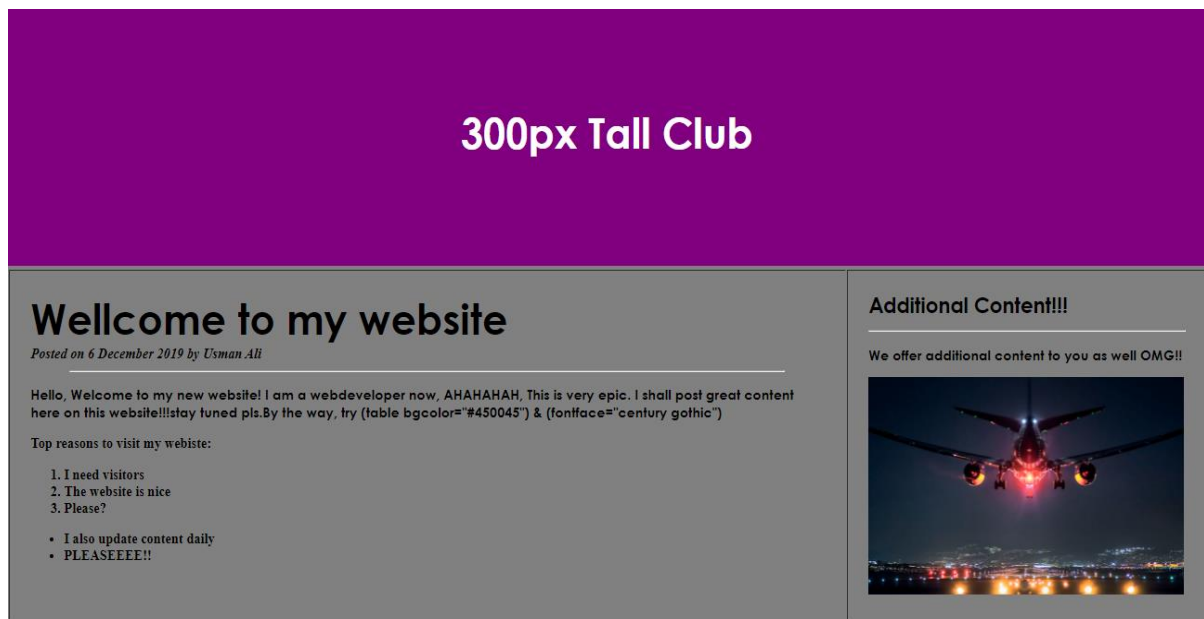 300px Tall Club
Wellcome to my website
Posted on 6 December 2019 by Usman Ali
Hello, Welcome to my new website! I am a webdeveloper now, AHAHAHAH, This is very epic. I shall post great content
here on this website!!!stay tuned pls.By the way, try (table bgcolor="#450045") & (fontface="century gothic")
Top reasons to visit my webiste:
1. I need visitors
2. The website is nice
3. Please?
• I also update content daily
• PLEASEEEE!!
Additional Content!!!
We offer additional content to you as well OMG!!